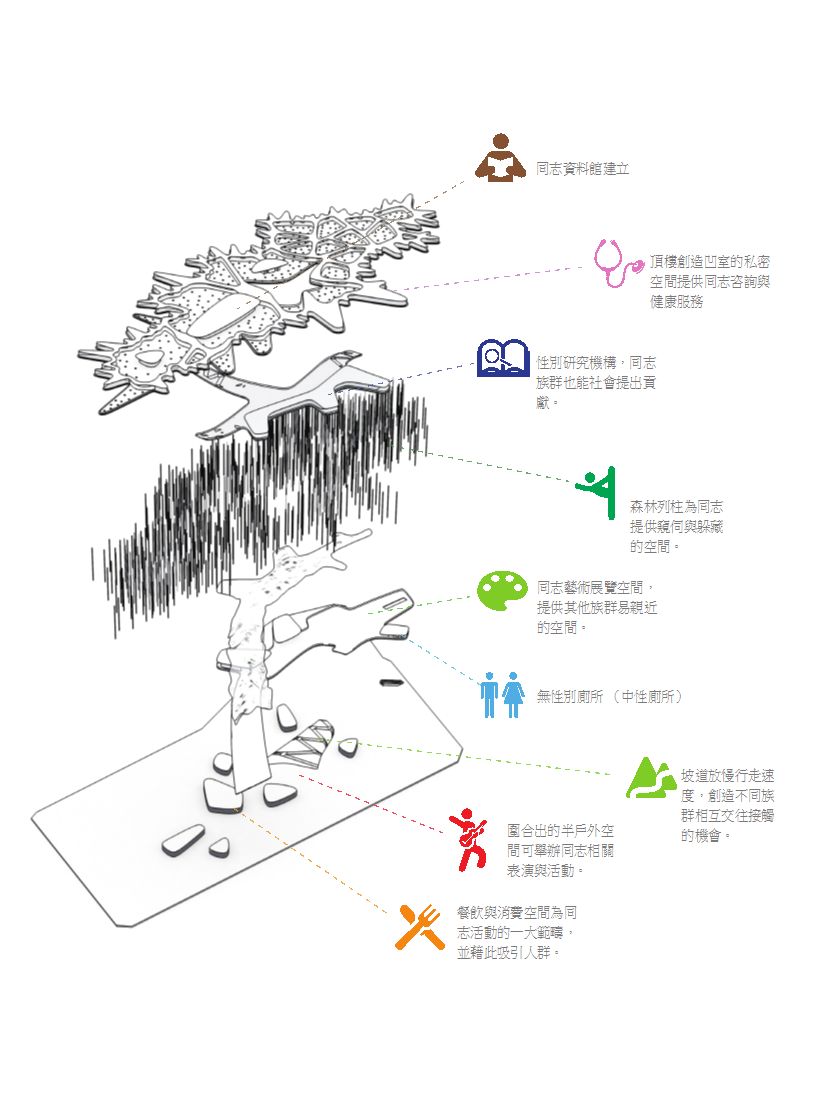 同志資料館建立
頂樓創造凹室的私密
空間提供同志咨詢與
健康服務
性別研究機構，同志
族群也能社會提出貢
獻。
森林列柱為同志
提供窺伺與躲藏
的空間。
同志藝術展覽空間，
提供其他族群易親近
的空間。
無性別廁所（中性廁所）
坡道放慢行走速
度，創造不同族
群相互交往接觸
的機會。
圍合出的半戶外空
間可舉辦同志相關
表演與活動。
餐飲與消費空間為同
志活動的一大範疇，
並藉此吸引人群。